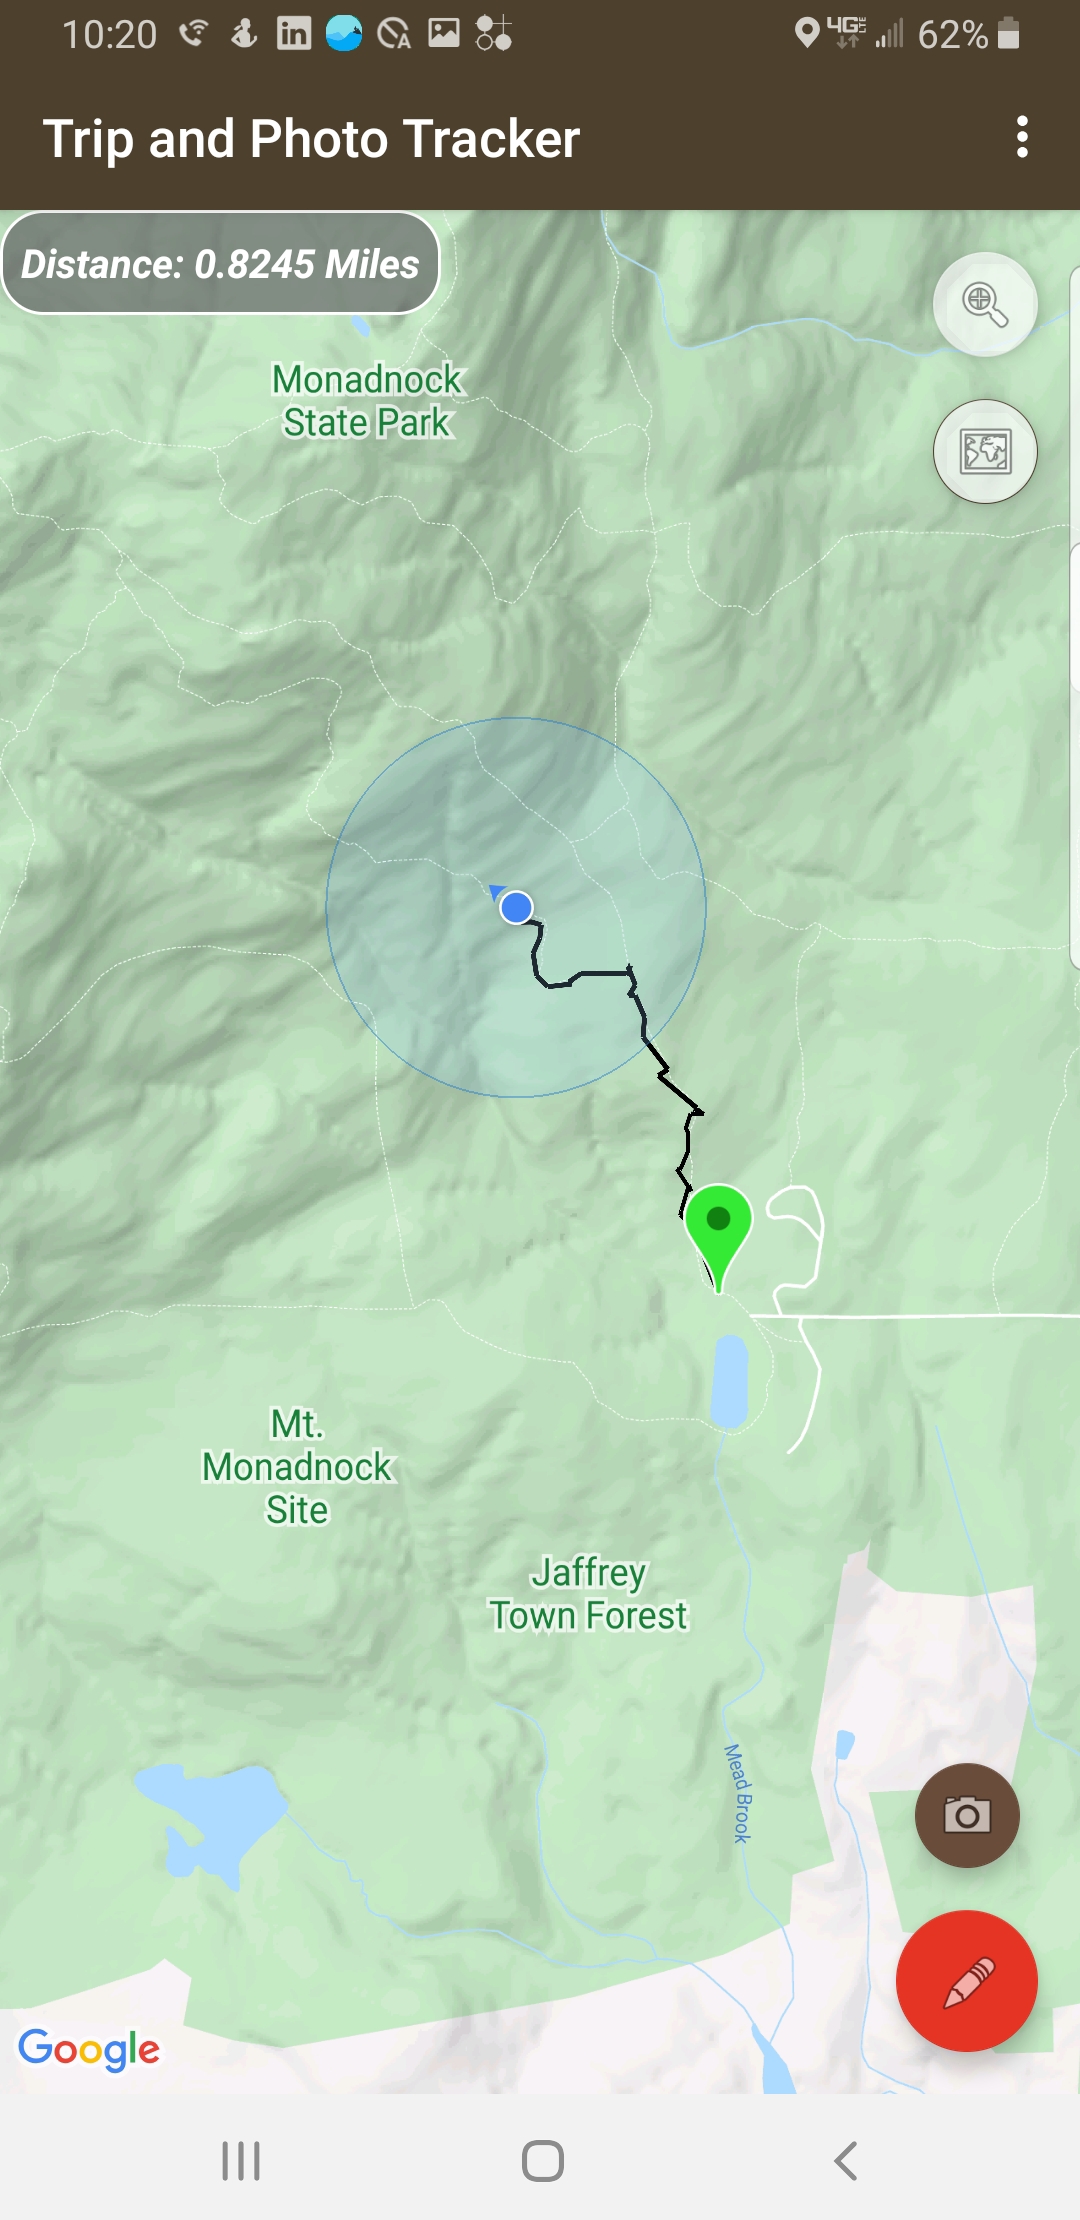 10:20
4G LTE
62%
Trip and Photo Tracker
Distance: 0.8245 Miles
Monadnock
State Park
Mt.
Monadnock
Site
Jaffrey
Town Forest
Mead Brook
Google